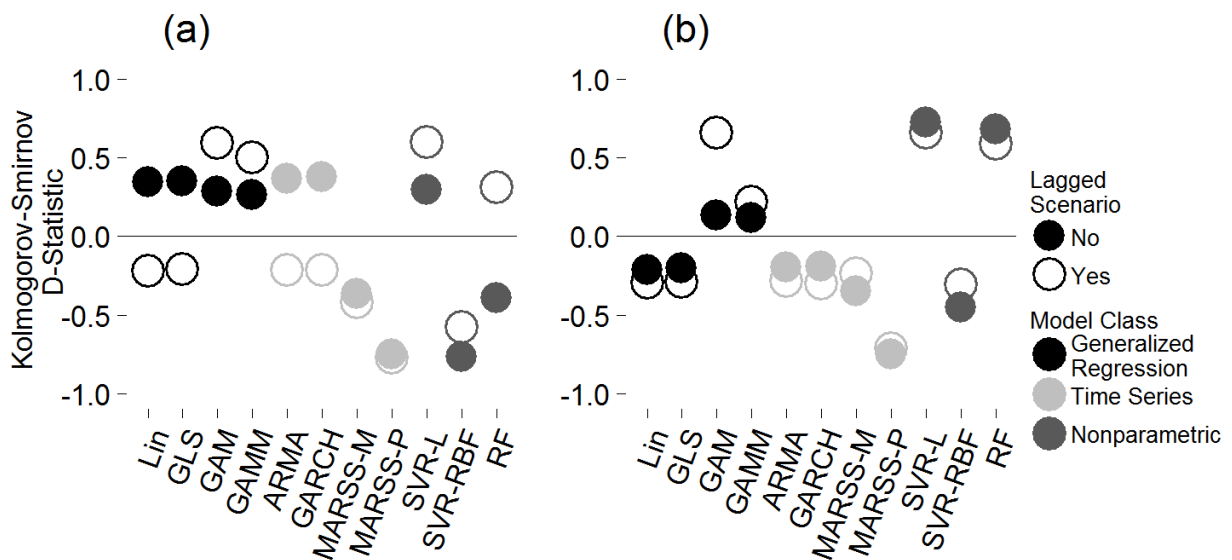 (a)
(b)
Kolmogorov-Smirnov
D-Statistic
1.0
0.5
0.0
-0.5
-1.0
Lin
GLS
GAM
GAMM
ARMA
GARCH
MARSS-M
MARSS-P
SVR-L
SVR-RBF
RF
1.0
0.5
0.0
-0.5
-1.0
Lin
GLS
GAM
GAMM
ARMA
GARCH
MARSS-M
MARSS-P
SVR-L
SVR-RBF
RF
Lagged
Scenario
No
Yes
Model Class
Generalized
Regression
Time Series
Nonparametric